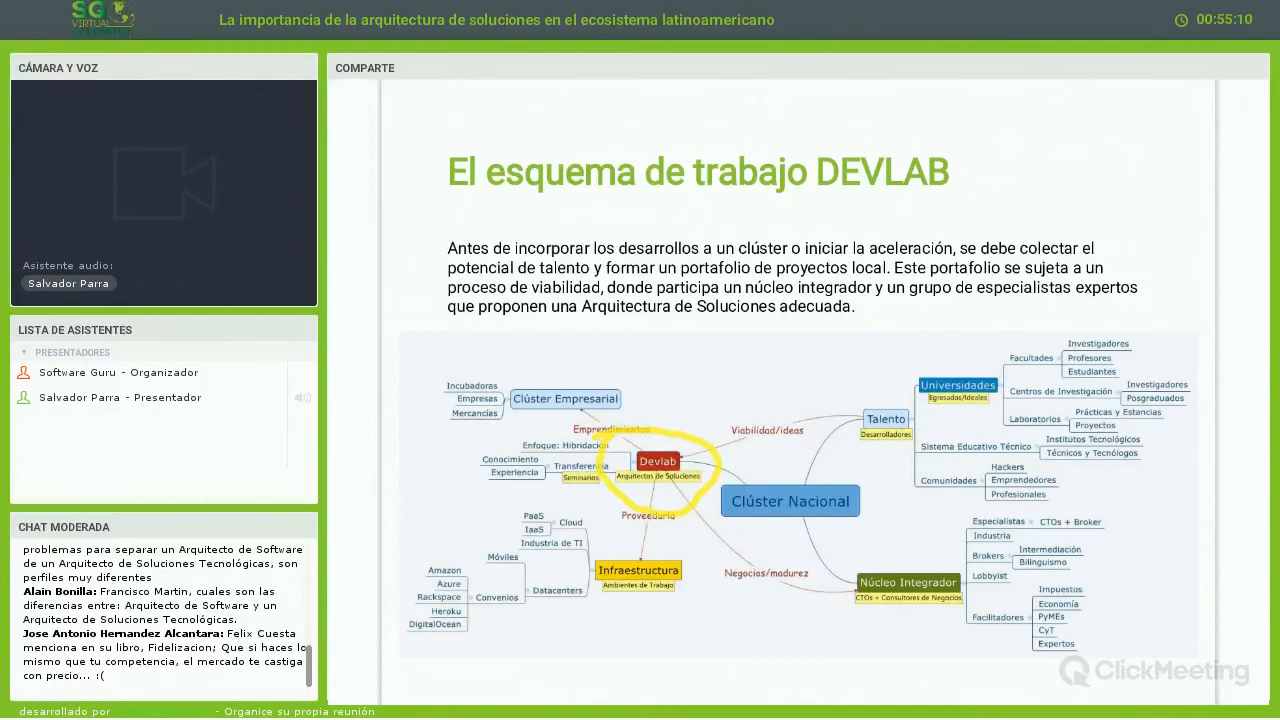 SG
VIRTUAL
La importancia de la arquitectura de soluciones en el ecosistema latinoamericano
00:55:10
CÁMARA Y VOZ
Asistente audio:
Salvador Parra
LISTA DE ASISTENTES
PRESENTADORES
Software Guru - Organizador
Salvador Parra - Presentador
CHAT MODERADA
problemas para separar un Arquitecto de Software
de un Arquitecto de Soluciones Tecnológicas, son
perfiles muy diferentes
Alain Bonilla: Francisco Martin, cuales son las
diferencias entre: Arquitecto de Software y un
Arquitecto de Soluciones Tecnológicas.
Jose Antonio Hernandez Alcantara: Felix Cuesta
menciona en su libro, Fidelizacion; Que si haces lo
mismo que tu competencia, el mercado te castiga
con precio... :(
desarrollado por
- Organice su propia reunión
COMPARTE
El esquema de trabajo DEVLAB
Antes de incorporar los desarrollos a un clúster o iniciar la aceleración, se debe colectar el
potencial de talento y formar un portafolio de proyectos local. Este portafolio se sujeta a un
proceso de viabilidad, donde participa un núcleo integrador y un grupo de especialistas expertos
que proponen una Arquitectura de Soluciones adecuada.
Incubadoras
Empresas
Mercancías
Clúster Empresarial
Emprendimientos
Enfoque: Hibridación
Conocimiento
Experiencia
Transferencia
Seminarios
Devlab
Arquitectos de Soluciones
Proveeduría
PaaS
IaaS
Cloud
Industria de TI
Móviles
Amazon
Azure
Rackspace
Heroku
DigitalOcean
Convenios
Datacenters
Infraestructura
Ambientes de Trabajo
Viabilidad/ideas
Clúster Nacional
Negocios/madurez
Talento
Desarrolladores
Universidades
Egresados/Ideales
Facultades
Investigadores
Profesores
Estudiantes
Centros de Investigación
Investigadores
Posgraduados
Laboratorios
Prácticas y Estancias
Proyectos
Sistema Educativo Técnico
Institutos Tecnológicos
Técnicos y Tecnólogos
Comunidades
Hackers
Emprendedores
Profesionales
Núcleo Integrador
CTOs + Consultores de Negocios
Especialistas
CTOs + Broker
Industria
Brokers
Intermediación
Bilinguismo
Lobbyist
Facilitadores
Impuestos
Economía
PyMEs
CyT
Expertos
ClickMeeting